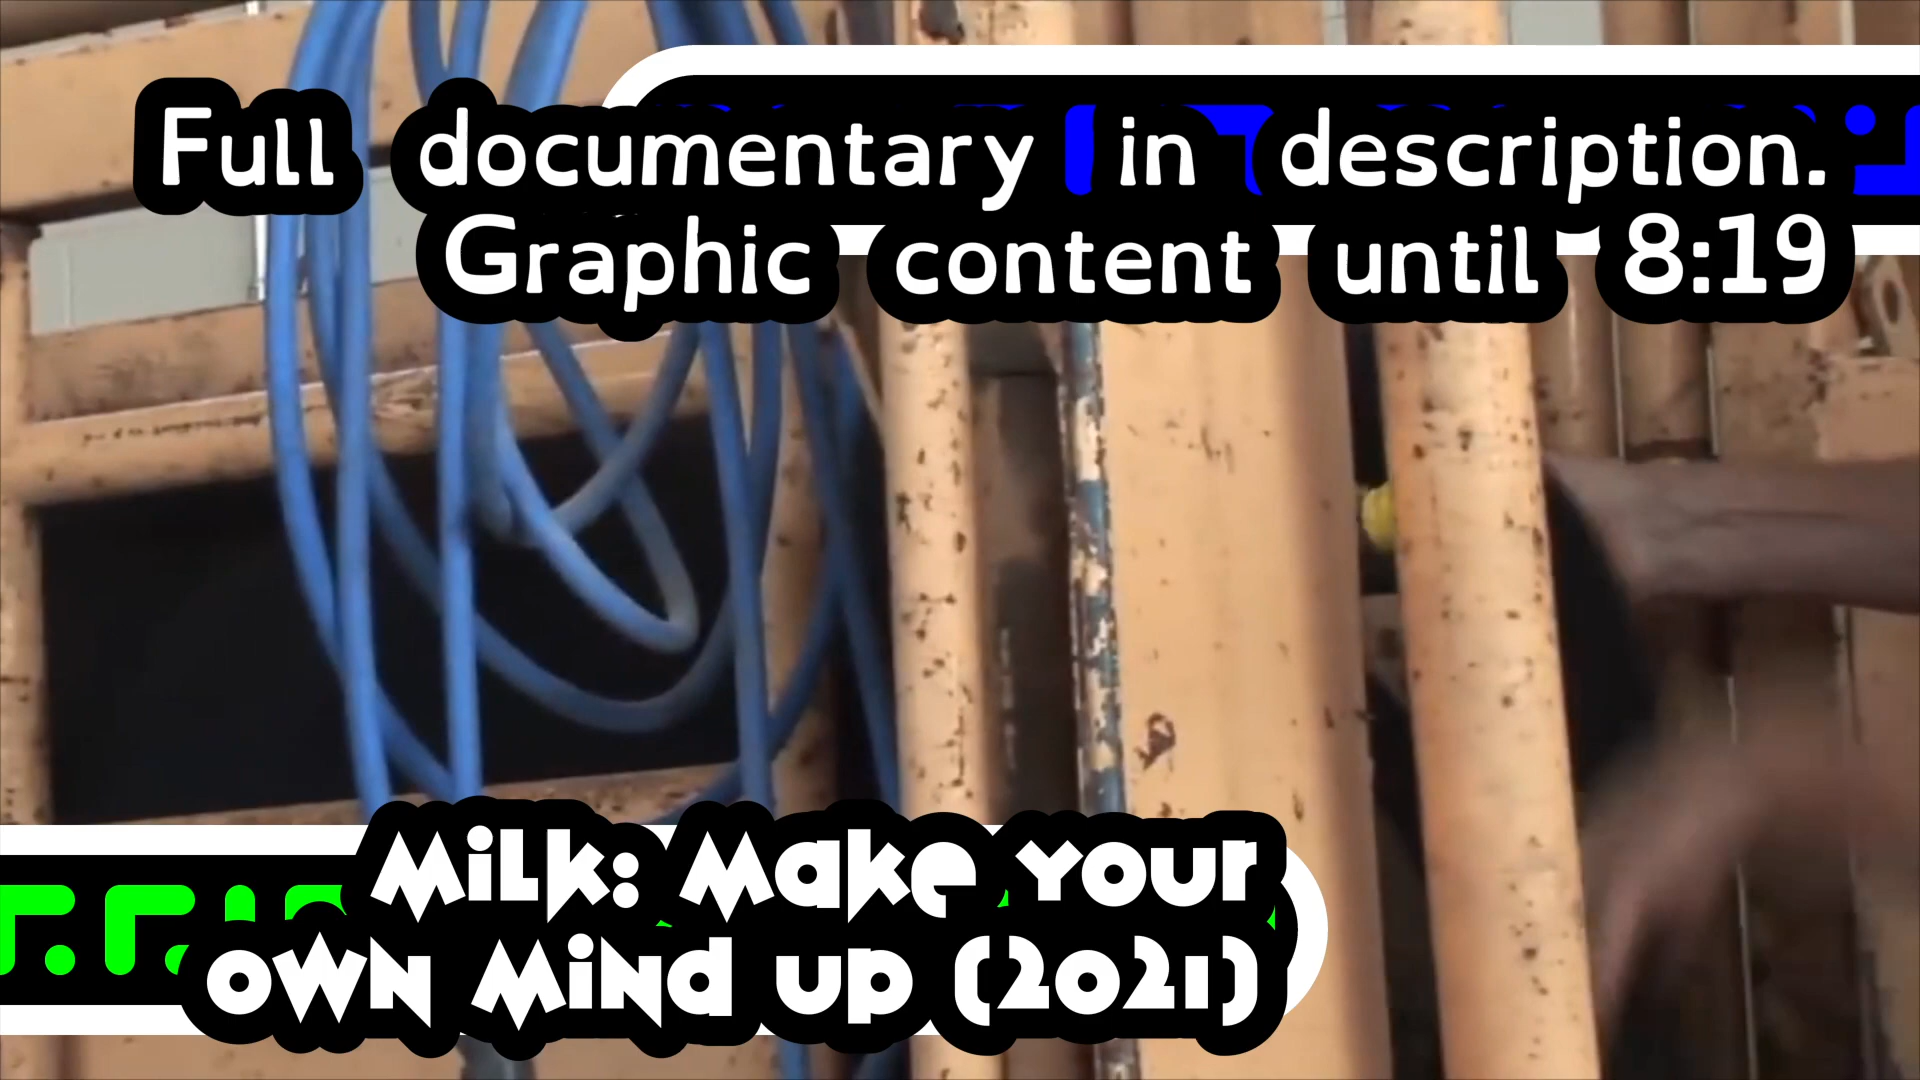 Full documentary in description.
Graphic content until 8:19
Milk: Make your
own Mind up (2021)